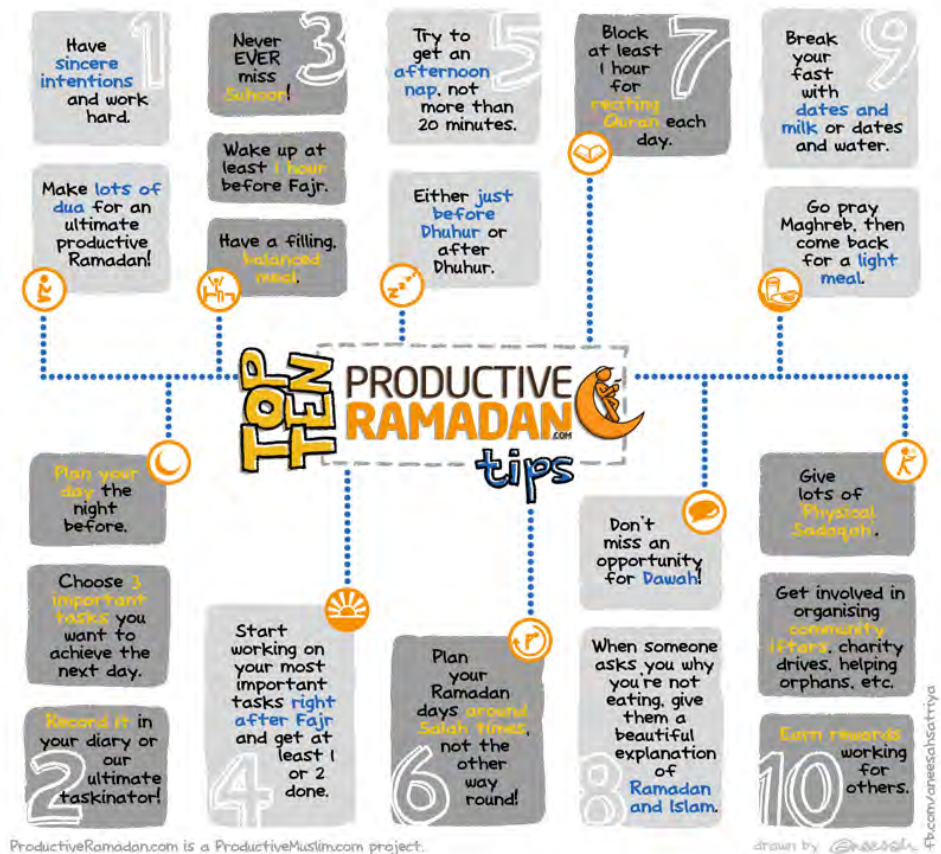 1
Have
sincere
intentions
and work
hard.
Make lots of
dua for an
ultimate
productive
Ramadan!
3
Never
EVER
miss
Suhoor!
Wake up at
least 1 hour
before Fajr.
Have a filling,
balanced
meal.
5
Try to
get an
afternoon
nap, not
more than
20 minutes.
Either just
before
Dhuhur or
after
Dhuhur.
7
Block
at least
1 hour
for
reciting
Quran each
day.
9
Break
your
fast
with
dates and
milk or dates
and water.
Go pray
Maghreb, then
come back
for a light
meal.
TOP
TEN
PRODUCTIVE
RAMADAN
.COM
tips
Plan your
day the
night
before.
Choose 3
important
tasks you
want to
achieve the
next day.
Record it in
your diary or
our
ultimate
taskinator!
2
Start
working on
your most
important
tasks right
after Fajr
and get at
least 1
or 2
done.
4
Plan
your
Ramadan
days around
Salah times,
not the
other
way
round!
6
Don't
miss an
opportunity
for Dawah!
When someone
asks you why
you're not
eating, give
them a
beautiful
explanation
of
Ramadan
and Islam.
8
Give
lots of
'Physical
Sadaqah'.
Get involved in
organising
community
iftars, charity
drives, helping
orphans, etc.
Earn rewards
working
for
others.
10
ProductiveRamadan.com is a ProductiveMuslim.com project.
drawn by @neesah
fb.com/aneesahsatriya